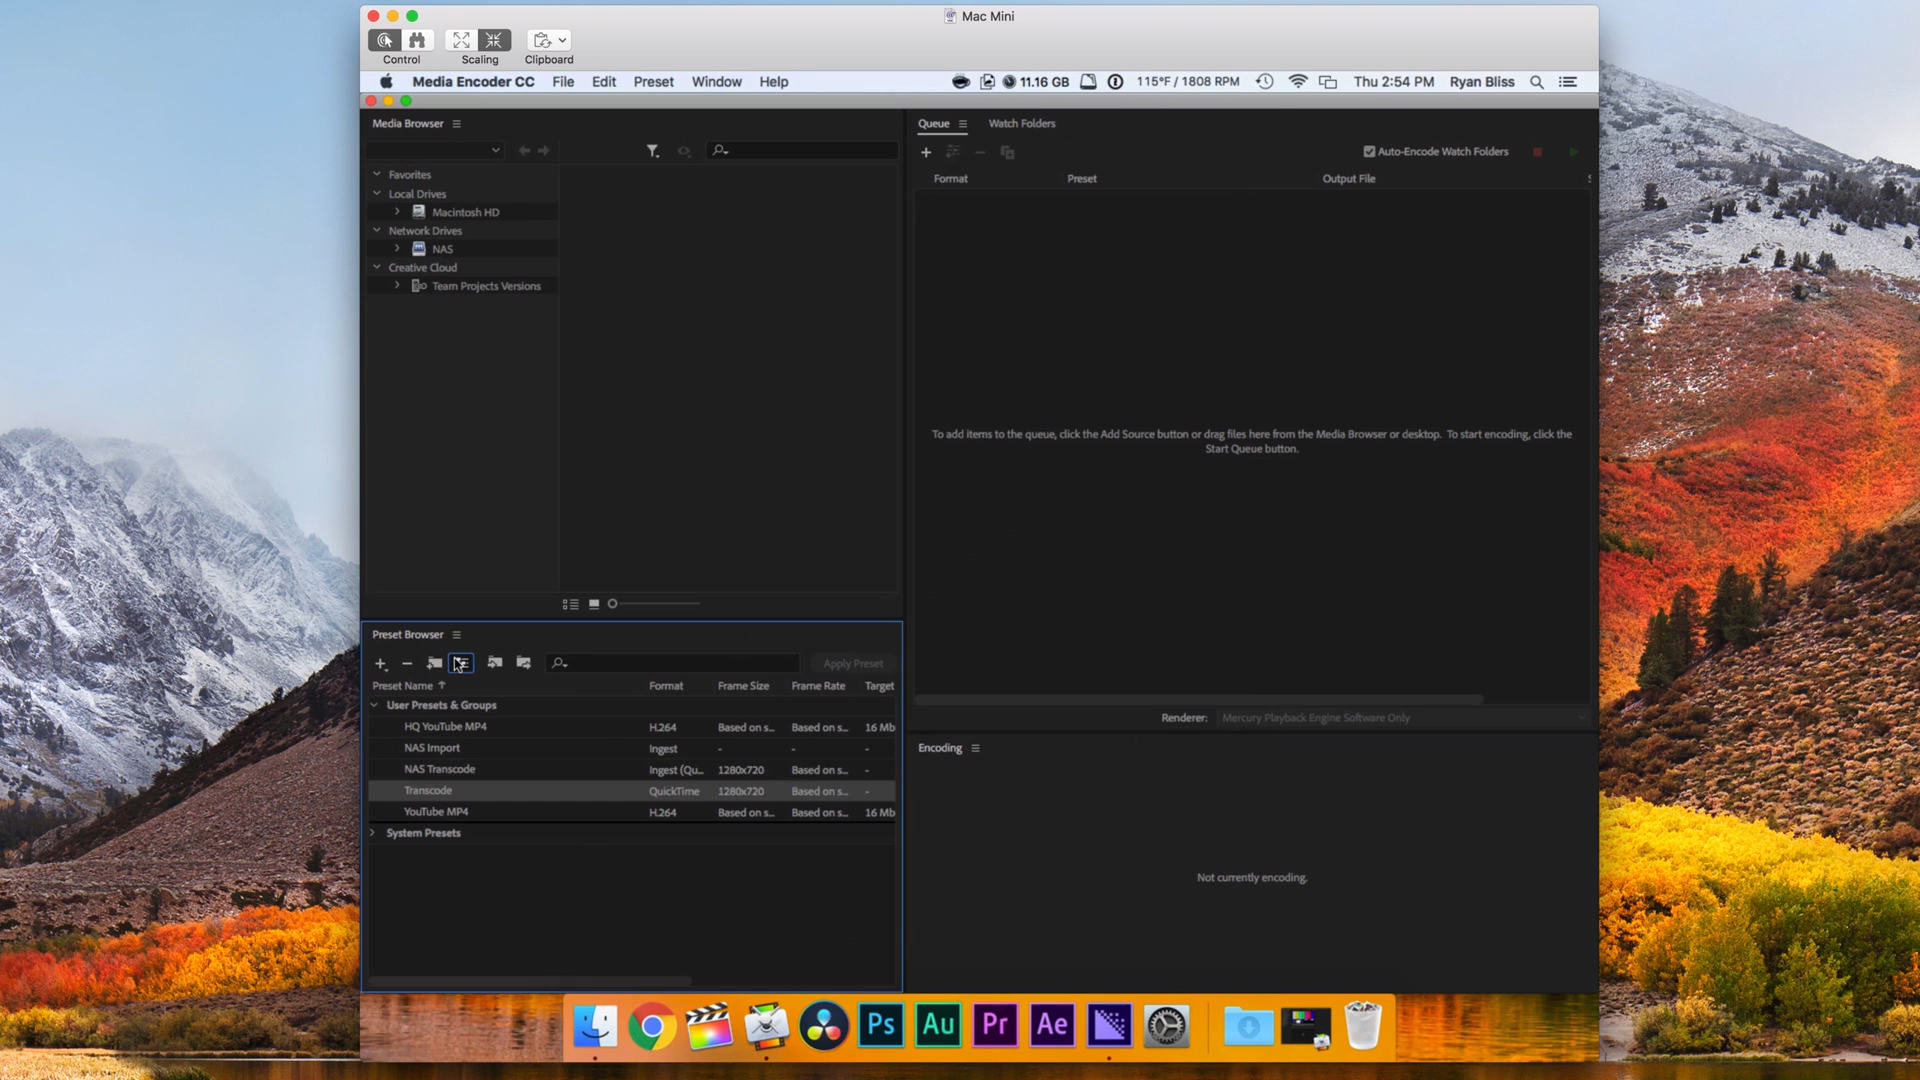 Mac Mini
Control
Scaling
Clipboard
Media Encoder CC File Edit Preset Window Help
11.16 GB 115°F / 1808 RPM Thu 2:54 PM Ryan Bliss
Media Browser
Favorites
Local Drives
Macintosh HD
Network Drives
NAS
Creative Cloud
Team Projects Versions
Queue Watch Folders
Auto-Encode Watch Folders
Format Preset Output File
To add items to the queue, click the Add Source button or drag files here from the Media Browser or desktop. To start encoding, click the
Start Queue button.
Renderer: Mercury Playback Engine Software Only
Preset Browser
Apply Preset
Preset Name Format Frame Size Frame Rate Target
User Presets & Groups
HQ YouTube MP4 H.264 Based on s... Based on s... 16 Mb
NAS Import Ingest - - -
NAS Transcode Ingest (Qu... 1280x720 Based on s... -
Transcode QuickTime 1280x720 Based on s... -
YouTube MP4 H.264 Based on s... Based on s... 16 Mb
System Presets
Encoding
Not currently encoding.
Ps Au Pr Ae